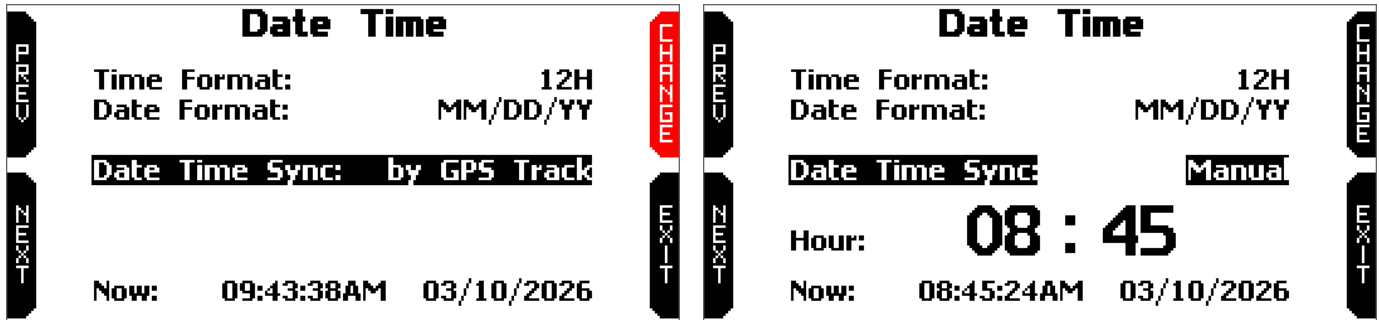 Date Time
PREV
CHANGE
Time Format: 12H
Date Format: MM/DD/YY
Date Time Sync: by GPS Track
NEXT
EXIT
Now: 09:43:38AM 03/10/2026
Date Time
PREV
CHANGE
Time Format: 12H
Date Format: MM/DD/YY
Date Time Sync: Manual
NEXT
EXIT
Hour: 08 : 45
Now: 08:45:24AM 03/10/2026